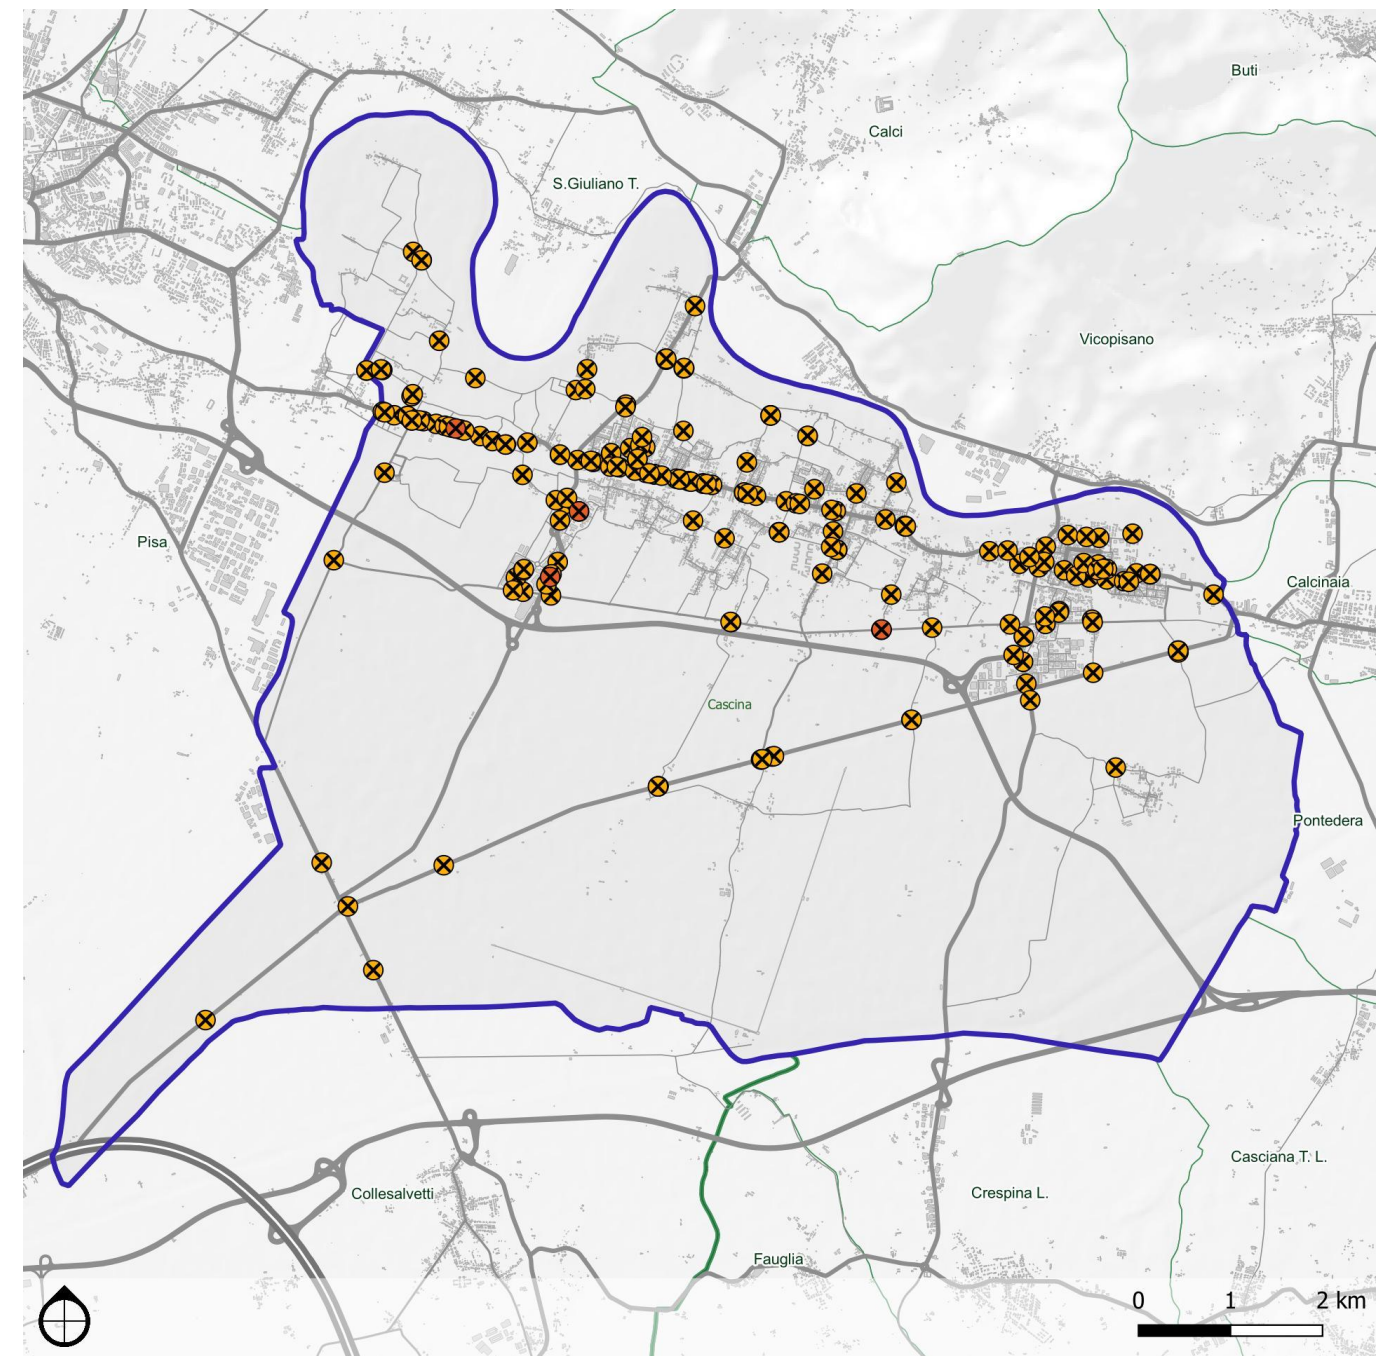 Buti
Calci
S.Giuliano T.
Vicopisano
Pisa
Calcinaia
Cascina
Pontedera
Casciana T. L.
Collesalvetti
Crespina L.
Fauglia
0 1 2 km